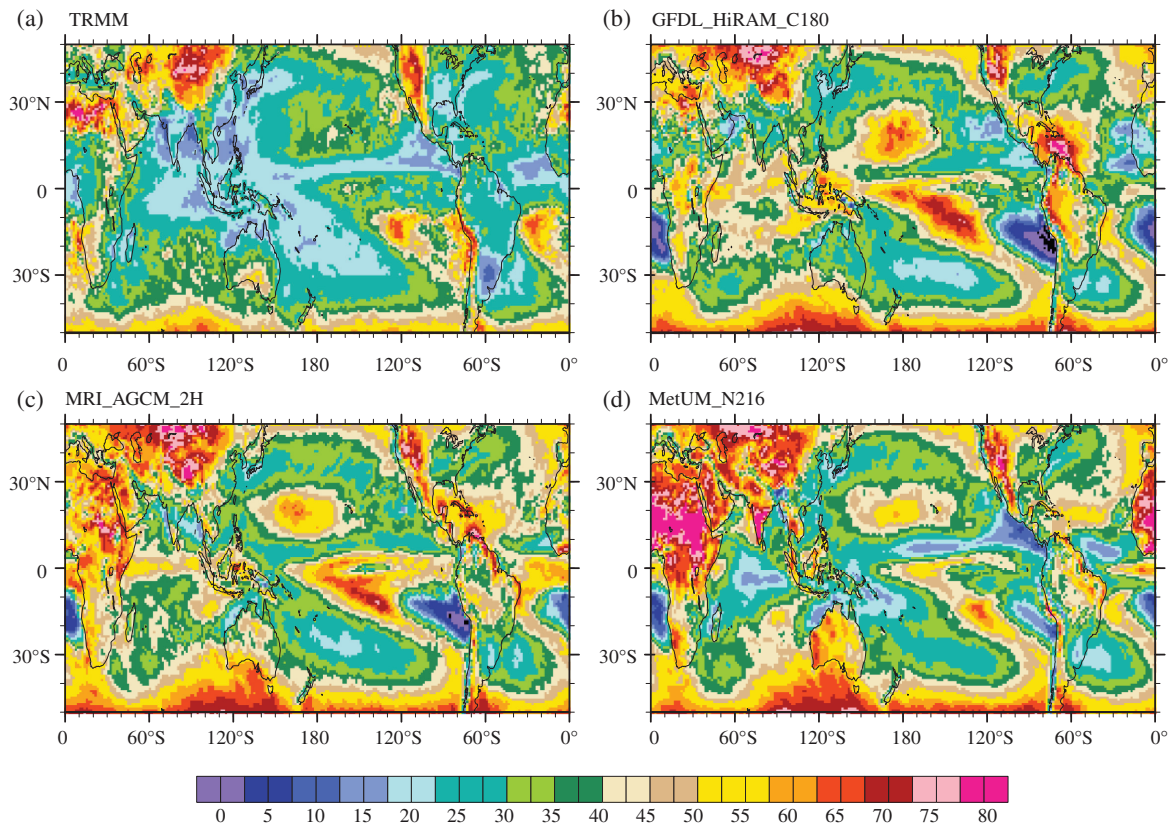 (a) TRMM
(b) GFDL_HiRAM_C180
30°N
0
30°S
0 60°S 120°S 180 120°S 60°S 0°
30°N
0
30°S
0 60°S 120°S 180 120°S 60°S 0°
(c) MRI_AGCM_2H
(d) MetUM_N216
30°N
0
30°S
0 60°S 120°S 180 120°S 60°S 0°
30°N
0
30°S
0 60°S 120°S 180 120°S 60°S 0°
0 5 10 15 20 25 30 35 40 45 50 55 60 65 70 75 80